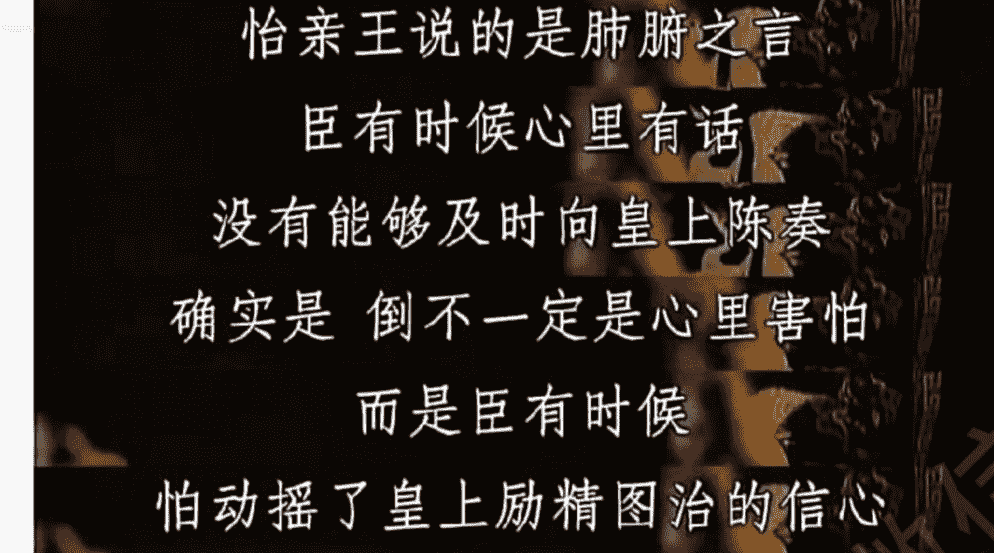 怡亲王说的是肺腑之言
臣有时候心里有话
没有能够及时向皇上陈奏
确实是 倒不一定是心里害怕
而是臣有时候
怕动摇了皇上励精图治的信心